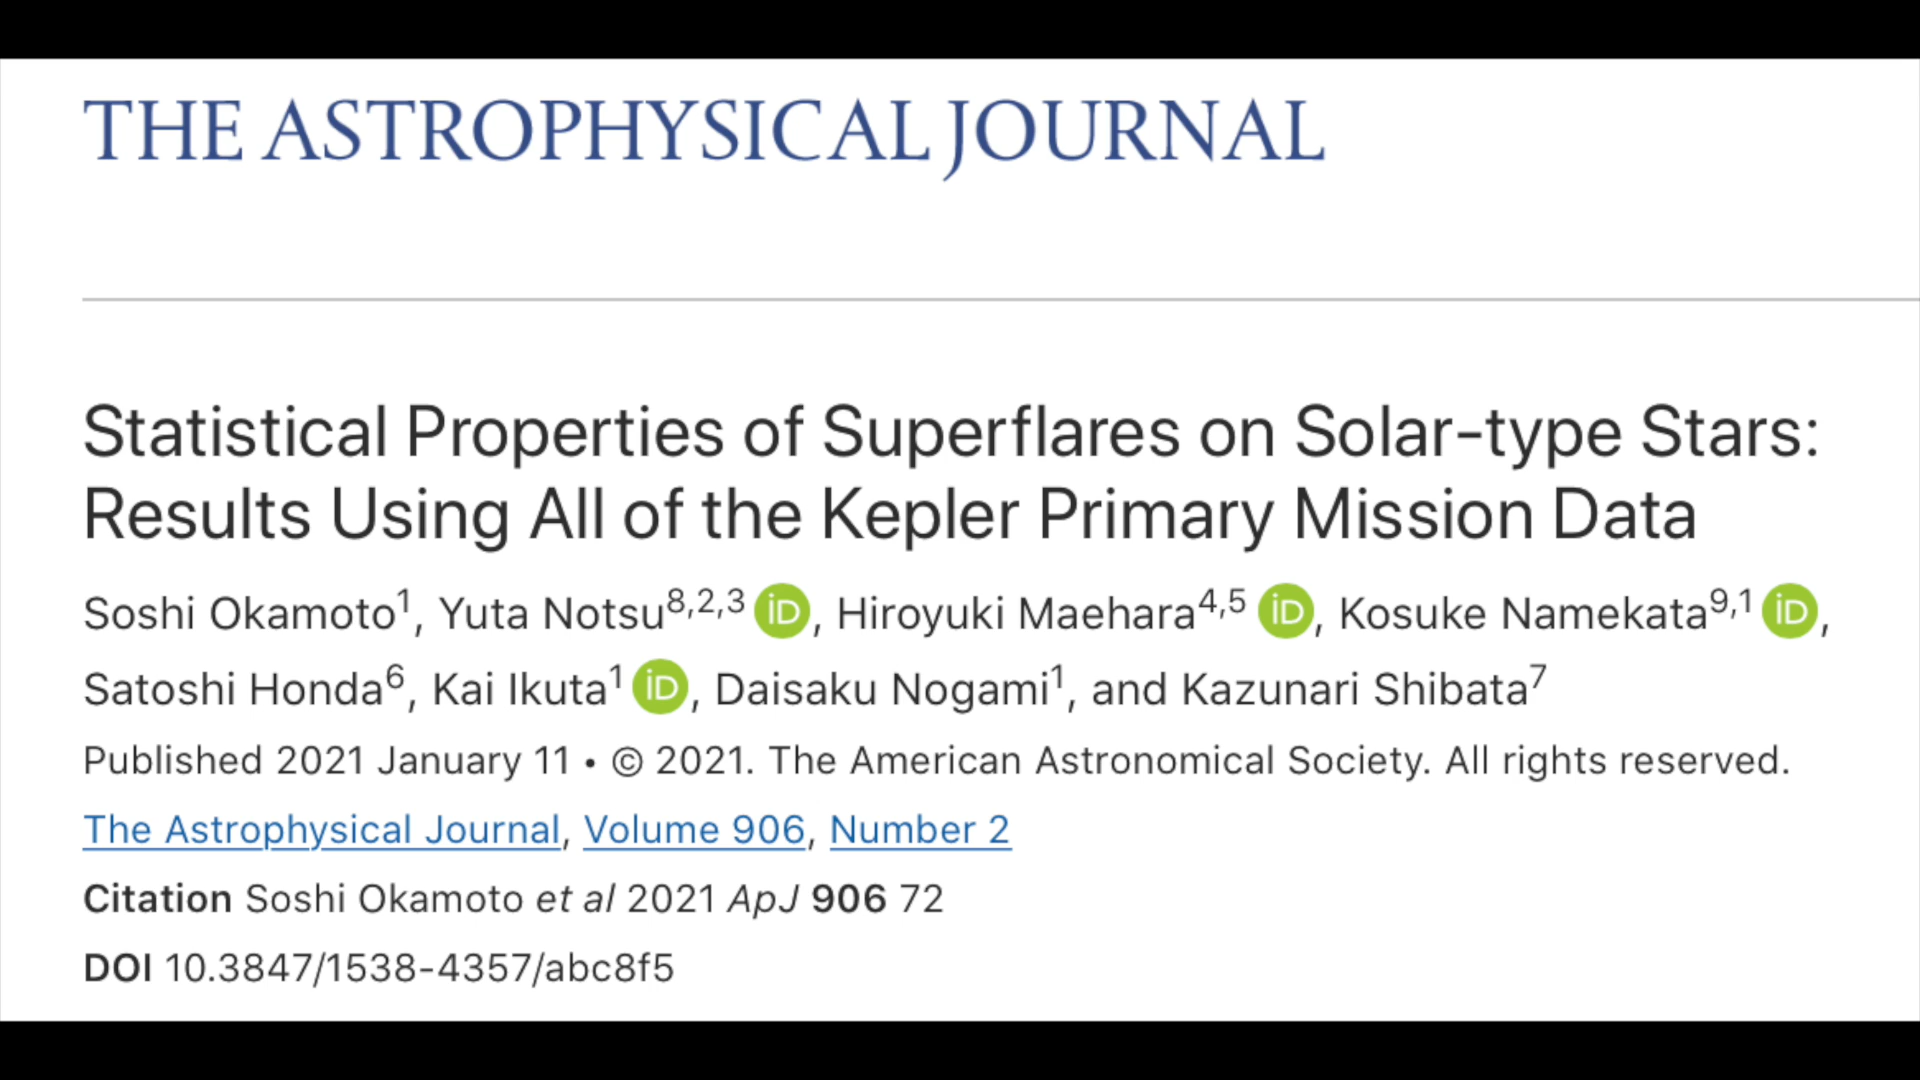 THE ASTROPHYSICAL JOURNAL
Statistical Properties of Superflares on Solar-type Stars:
Results Using All of the Kepler Primary Mission Data
Soshi Okamoto1, Yuta Notsu8,2,3 iD, Hiroyuki Maehara4,5 iD, Kosuke Namekata9,1 iD,
Satoshi Honda6, Kai Ikuta1 iD, Daisaku Nogami1, and Kazunari Shibata7
Published 2021 January 11 • © 2021. The American Astronomical Society. All rights reserved.
The Astrophysical Journal, Volume 906, Number 2
Citation Soshi Okamoto et al 2021 ApJ 906 72
DOI 10.3847/1538-4357/abc8f5